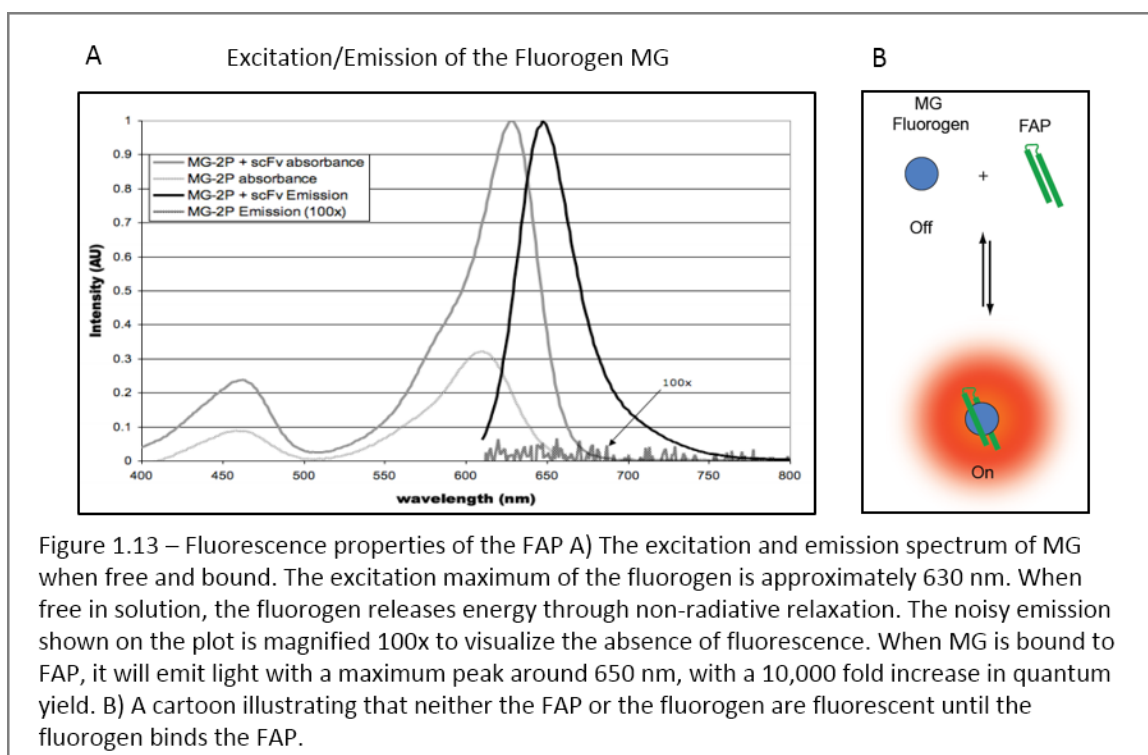 A
Excitation/Emission of the Fluorogen MG
B
1
0.9
0.8
0.7
0.6
0.5
0.4
0.3
0.2
0.1
0
Intensity (AU)
MG-2P + scFv absorbance
MG-2P absorbance
MG-2P + scFv Emission
MG-2P Emission (100x)
100x
400 450 500 550 600 650 700 750 800
wavelength (nm)
MG
Fluorogen
FAP
+
Off
On
Figure 1.13 – Fluorescence properties of the FAP A) The excitation and emission spectrum of MG
when free and bound. The excitation maximum of the fluorogen is approximately 630 nm. When
free in solution, the fluorogen releases energy through non-radiative relaxation. The noisy emission
shown on the plot is magnified 100x to visualize the absence of fluorescence. When MG is bound to
FAP, it will emit light with a maximum peak around 650 nm, with a 10,000 fold increase in quantum
yield. B) A cartoon illustrating that neither the FAP or the fluorogen are fluorescent until the
fluorogen binds the FAP.